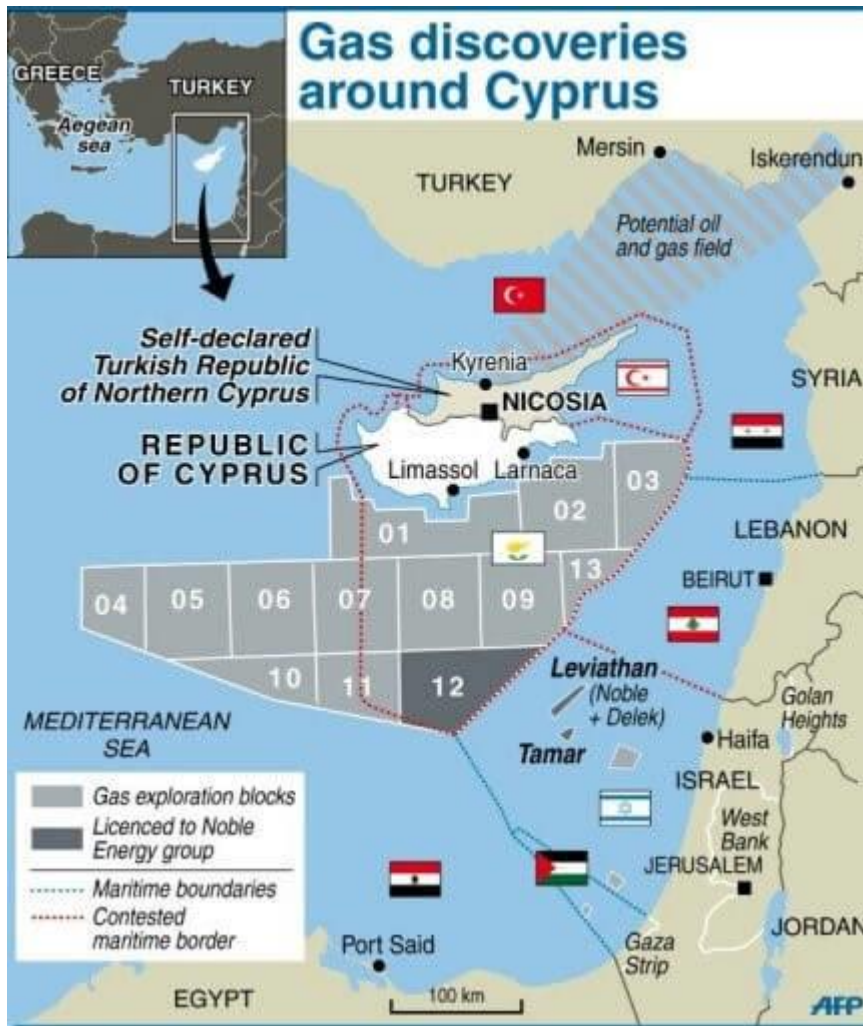 Gas discoveries
around Cyprus
GREECE
TURKEY
Aegean
sea
Mersin
Iskerendun
TURKEY
Potential oil
and gas field
Self-declared
Turkish Republic
of Northern Cyprus
Kyrenia
NICOSIA
SYRIA
REPUBLIC
OF CYPRUS
Limassol
Larnaca
03
02
01
LEBANON
13
BEIRUT
04
05
06
07
08
09
10
11
12
Leviathan
(Noble
+ Delek)
Golan
Heights
MEDITERRANEAN
SEA
Tamar
Haifa
ISRAEL
Gas exploration blocks
Licenced to Noble
Energy group
Maritime boundaries
Contested
maritime border
West
Bank
JERUSALEM
JORDAN
Gaza
Strip
Port Said
EGYPT
100 km
AFP